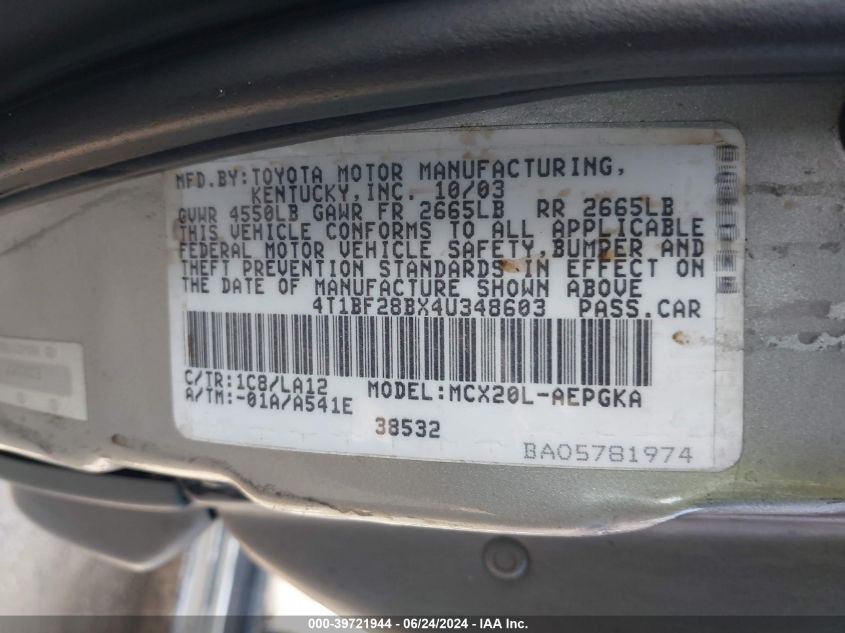 MFD.BY:TOYOTA MOTOR MANUFACTURING,
KENTUCKY,INC. 10/03
GVWR 4550LB GAWR FR 2665LB RR 2665LB
THIS VEHICLE CONFORMS TO ALL APPLICABLE
FEDERAL MOTOR VEHICLE SAFETY,BUMPER AND
THEFT PREVENTION STANDARDS IN EFFECT ON
THE DATE OF MANUFACTURE SHOWN ABOVE
4T1BF28BX4U348603 PASS.CAR
C/TR:1C8/LA12 MODEL:MCX20L-AEPGKA
A/TM:-01A/A541E
38532
BA05781974
000-39721944 / 06/24/2024 / IAA Inc.